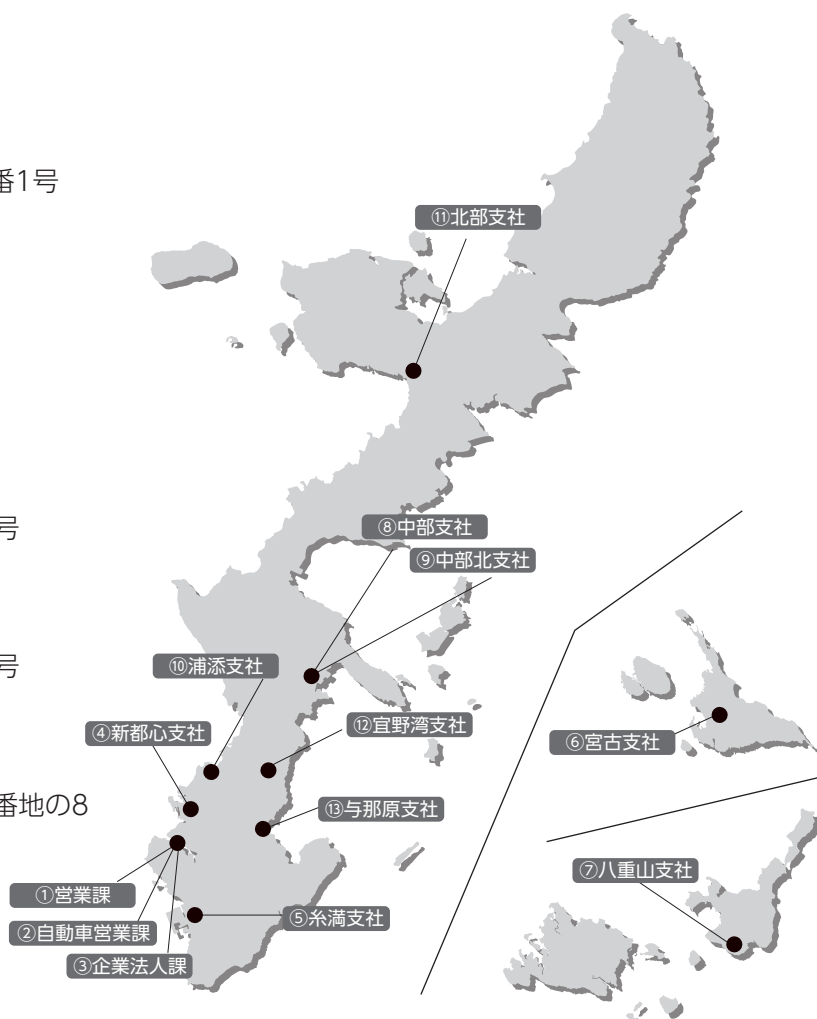 番1号
⑪北部支社
号
⑧中部支社
⑨中部北支社
号
⑩浦添支社
④新都心支社
⑫宜野湾支社
⑥宮古支社
番地の8
⑬与那原支社
⑦八重山支社
①営業課
⑤糸満支社
②自動車営業課
③企業法人課